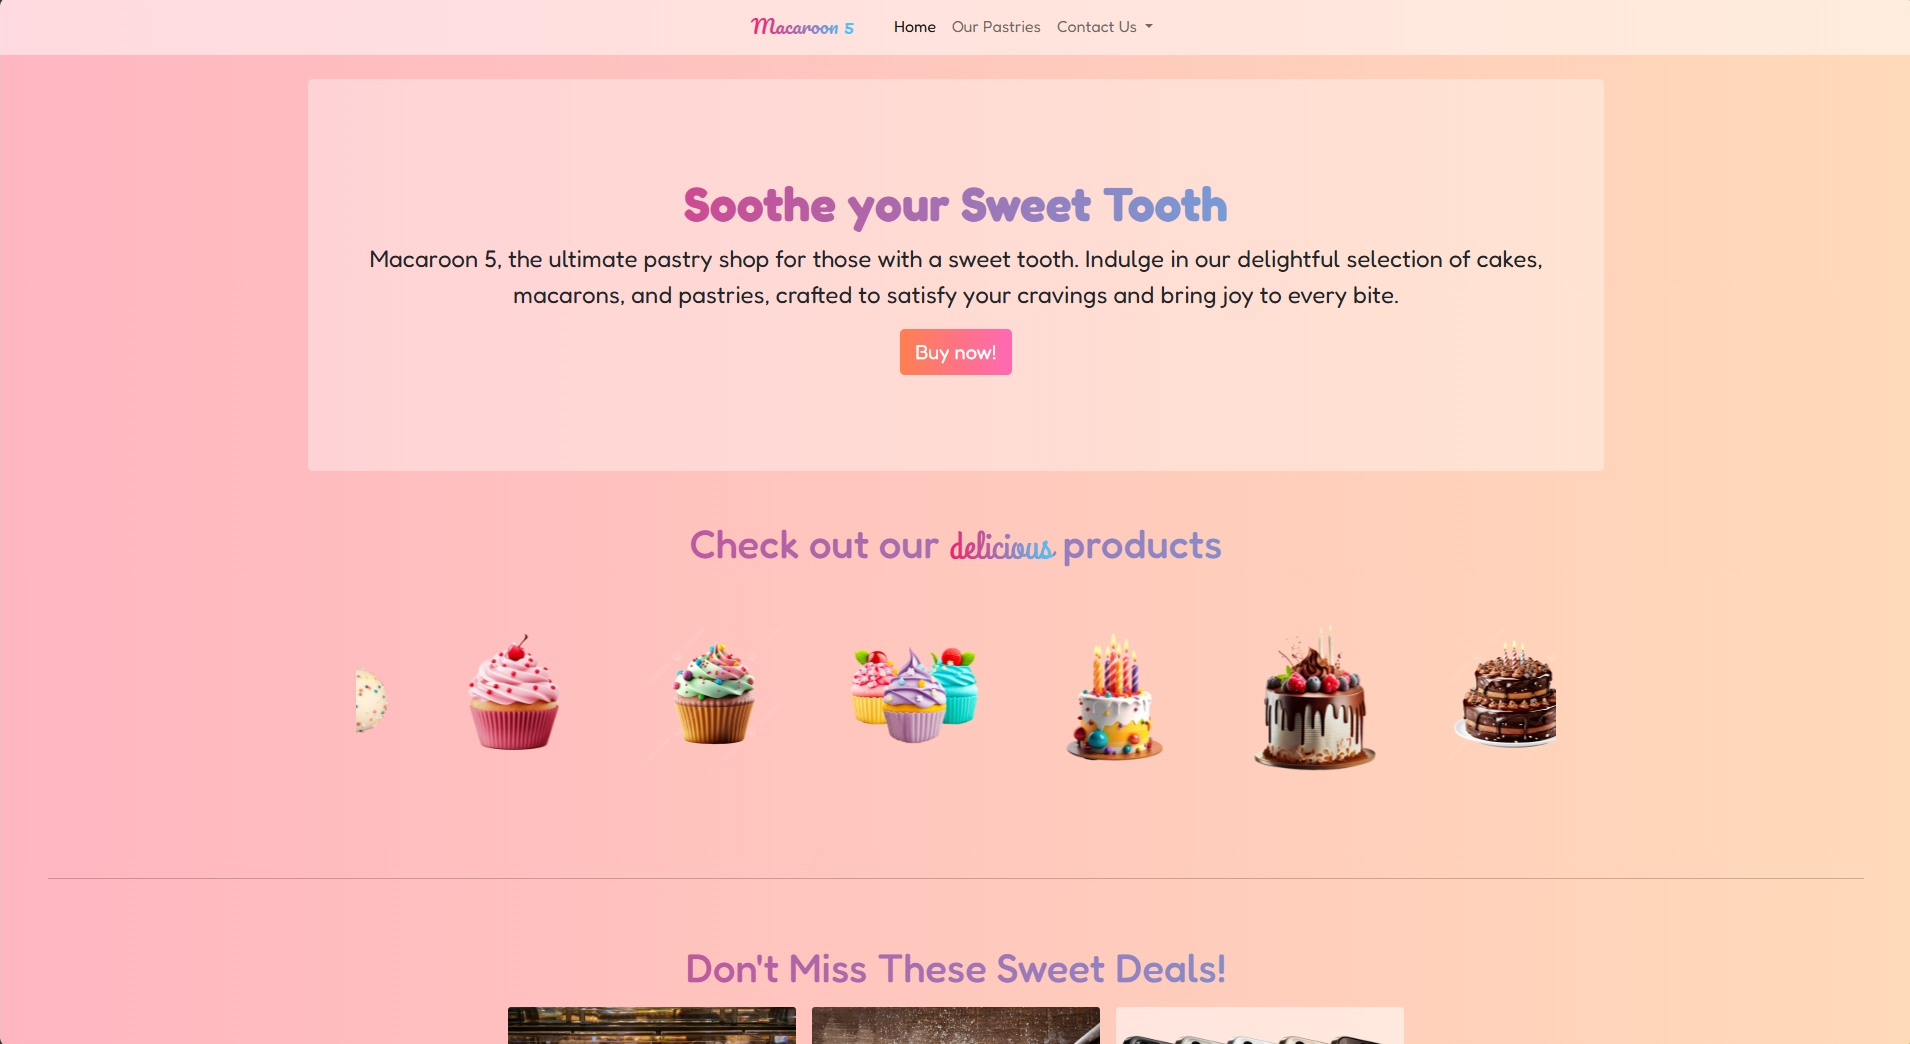 Macaroon 5 Home Our Pastries Contact Us
Soothe your Sweet Tooth
Macaroon 5, the ultimate pastry shop for those with a sweet tooth. Indulge in our delightful selection of cakes,
macarons, and pastries, crafted to satisfy your cravings and bring joy to every bite.
Buy now!
Check out our delicious products
Don't Miss These Sweet Deals!